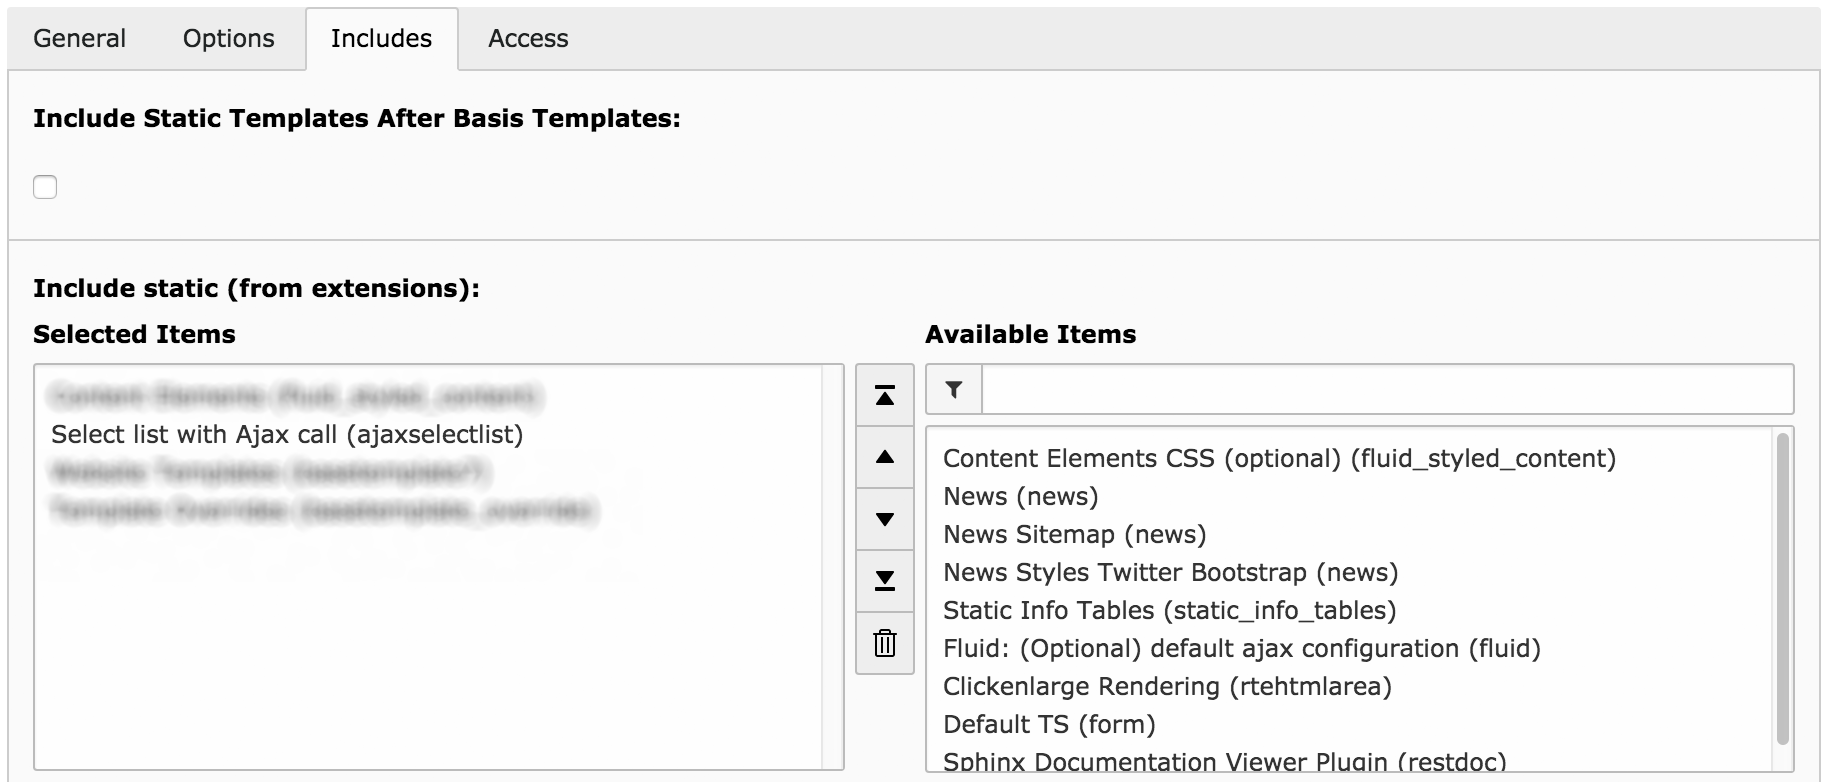 General Options Includes Access
Include Static Templates After Basis Templates:
Include static (from extensions):
Selected Items
Select list with Ajax call (ajaxselectlist)
Available Items
Content Elements CSS (optional) (fluid_styled_content)
News (news)
News Sitemap (news)
News Styles Twitter Bootstrap (news)
Static Info Tables (static_info_tables)
Fluid: (Optional) default ajax configuration (fluid)
Clickenlarge Rendering (rtehtmlarea)
Default TS (form)
Sphinx Documentation Viewer Plugin (restdoc)